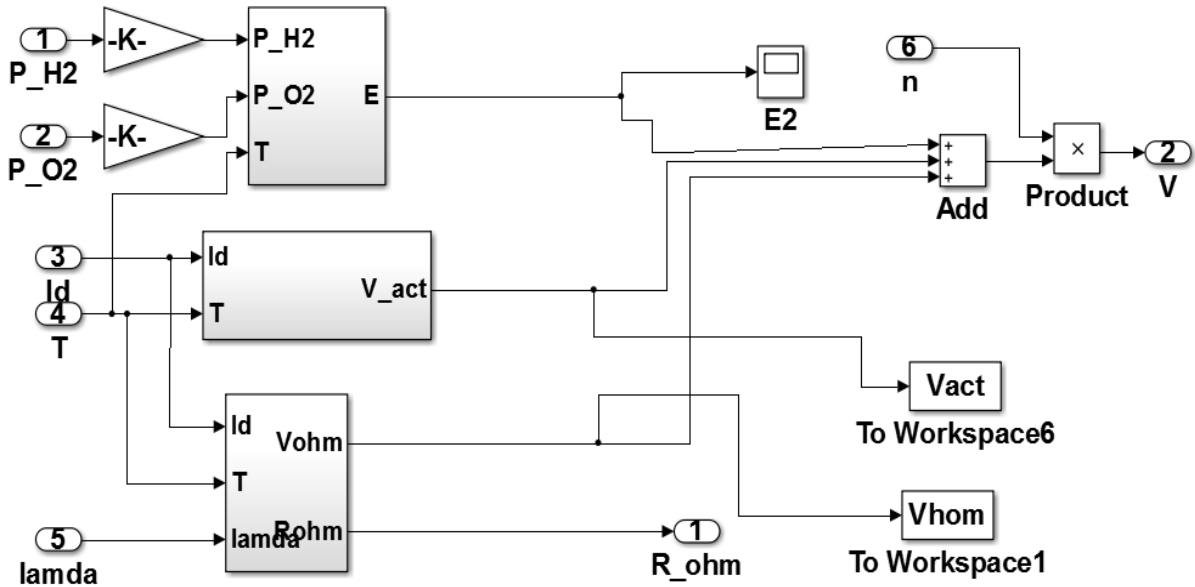 1
P_H2
-K-
P_H2
P_O2
T
E
2
P_O2
-K-
E2
6
n
+
+
+
Add
×
Product
2
V
3
Id
4
T
Id
T
V_act
Vact
To Workspace6
Id
T
lamda
Vohm
Rohm
5
lamda
1
R_ohm
Vhom
To Workspace1